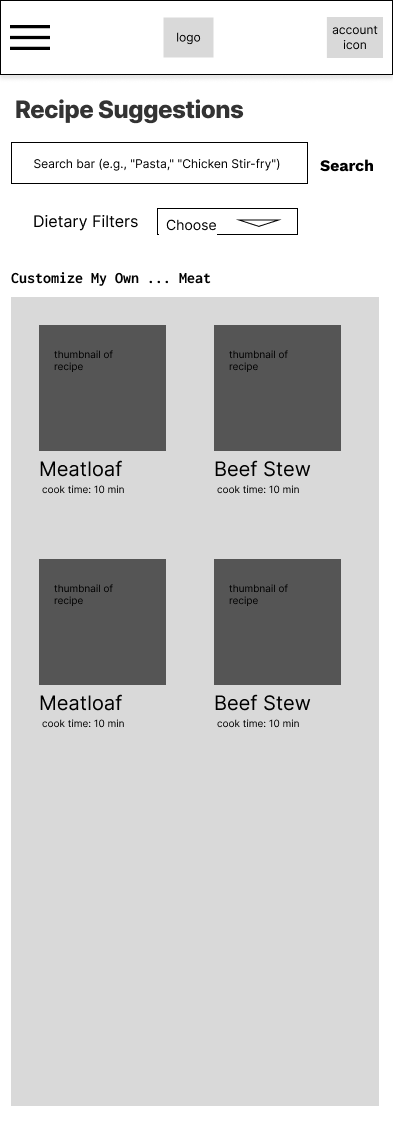 logo
account
icon
Recipe Suggestions
Search bar (e.g., "Pasta," "Chicken Stir-fry")
Search
Dietary Filters
Choose
Customize My Own ... Meat
thumbnail of
recipe
thumbnail of
recipe
Meatloaf
Beef Stew
cook time: 10 min
cook time: 10 min
thumbnail of
recipe
thumbnail of
recipe
Meatloaf
Beef Stew
cook time: 10 min
cook time: 10 min